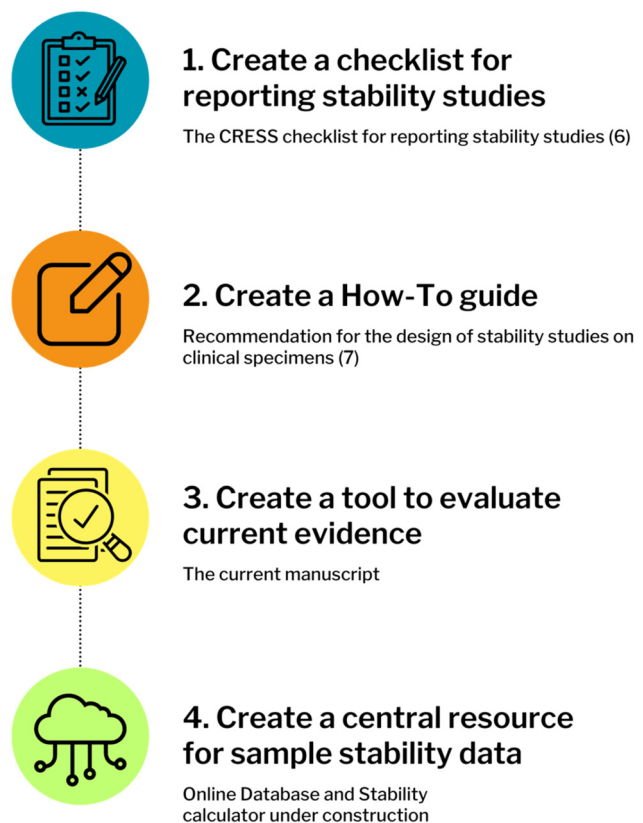 1. Create a checklist for
reporting stability studies
The CRESS checklist for reporting stability studies (6)
2. Create a How-To guide
Recommendation for the design of stability studies on
clinical specimens (7)
3. Create a tool to evaluate
current evidence
The current manuscript
4. Create a central resource
for sample stability data
Online Database and Stability
calculator under construction